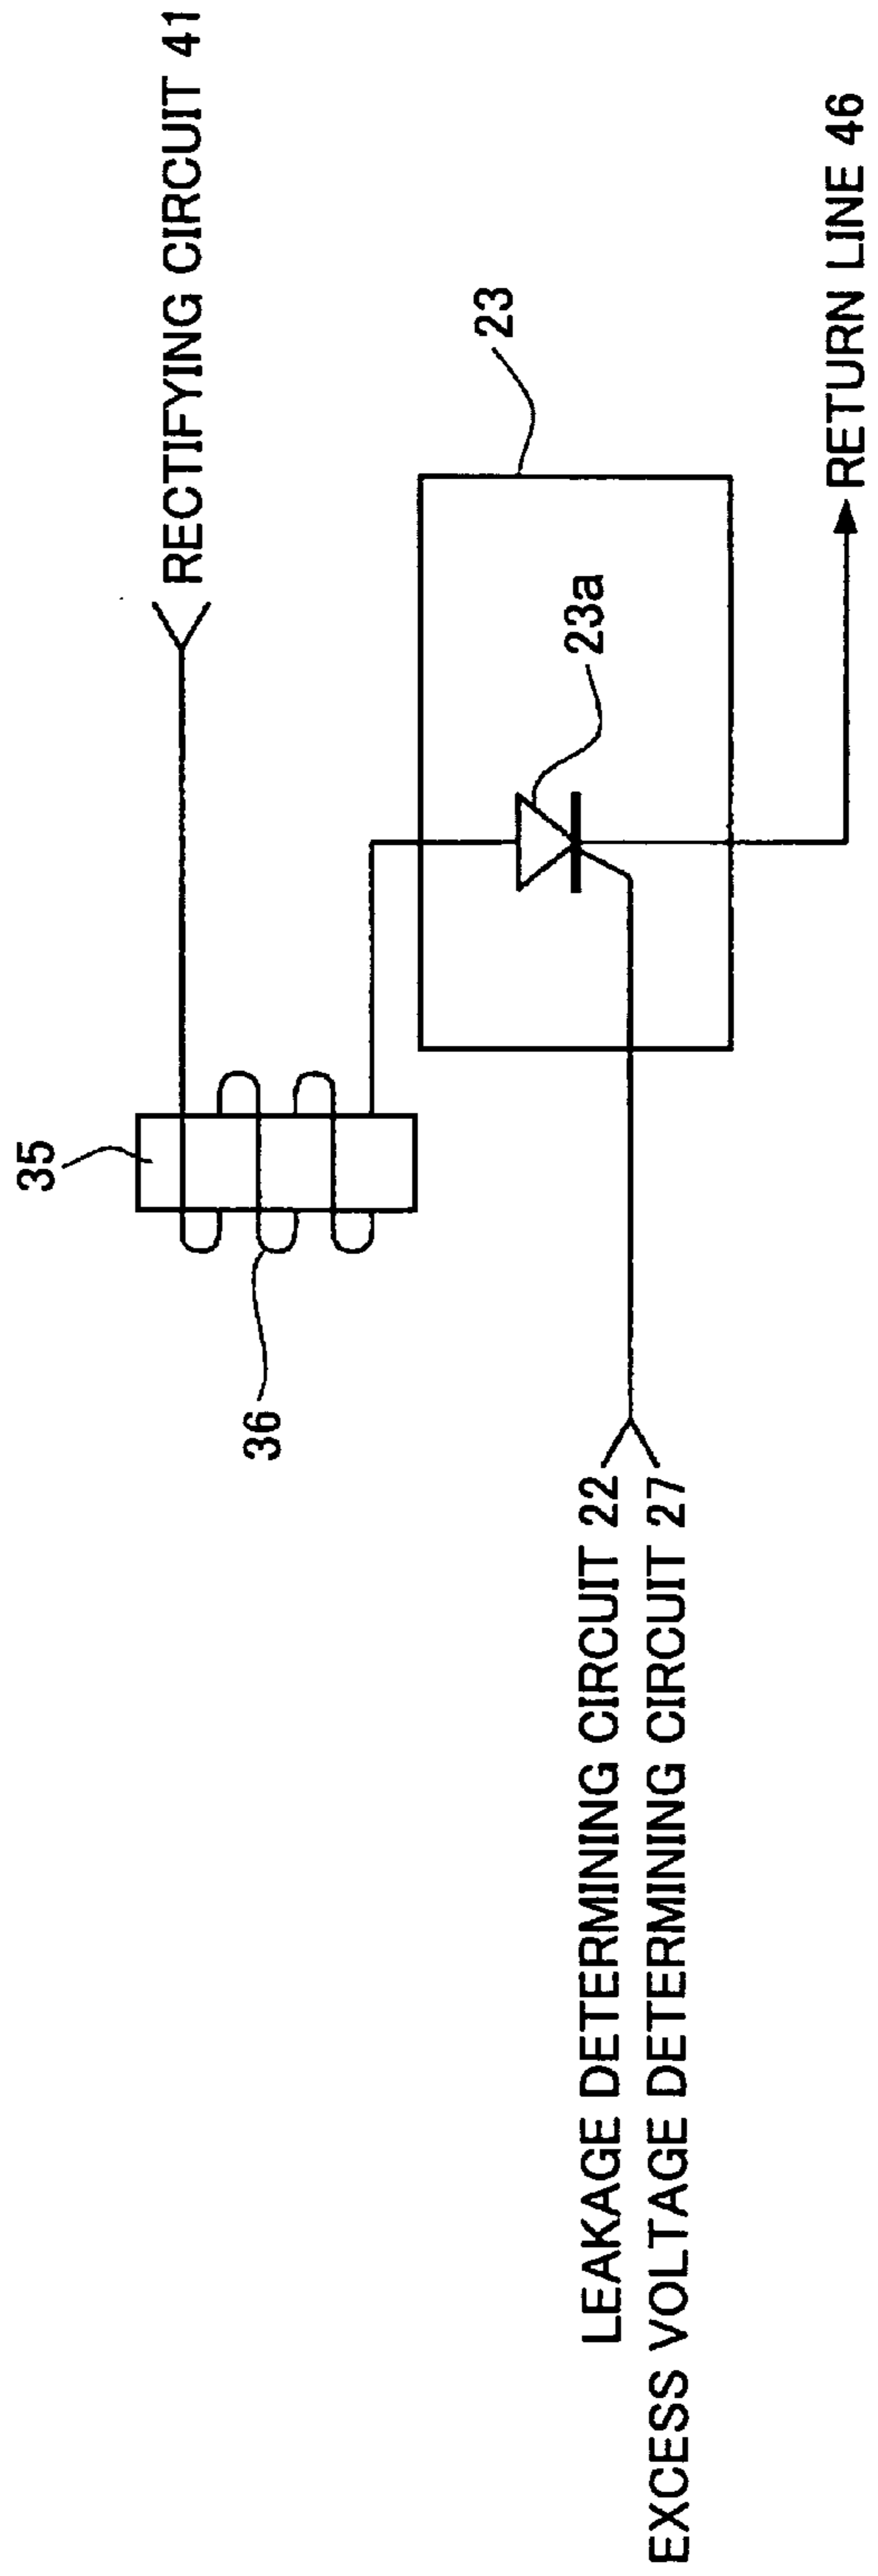 35
RECTIFYING CIRCUIT 41
36
23
23a
LEAKAGE DETERMINING CIRCUIT 22
EXCESS VOLTAGE DETERMINING CIRCUIT 27
RETURN LINE 46